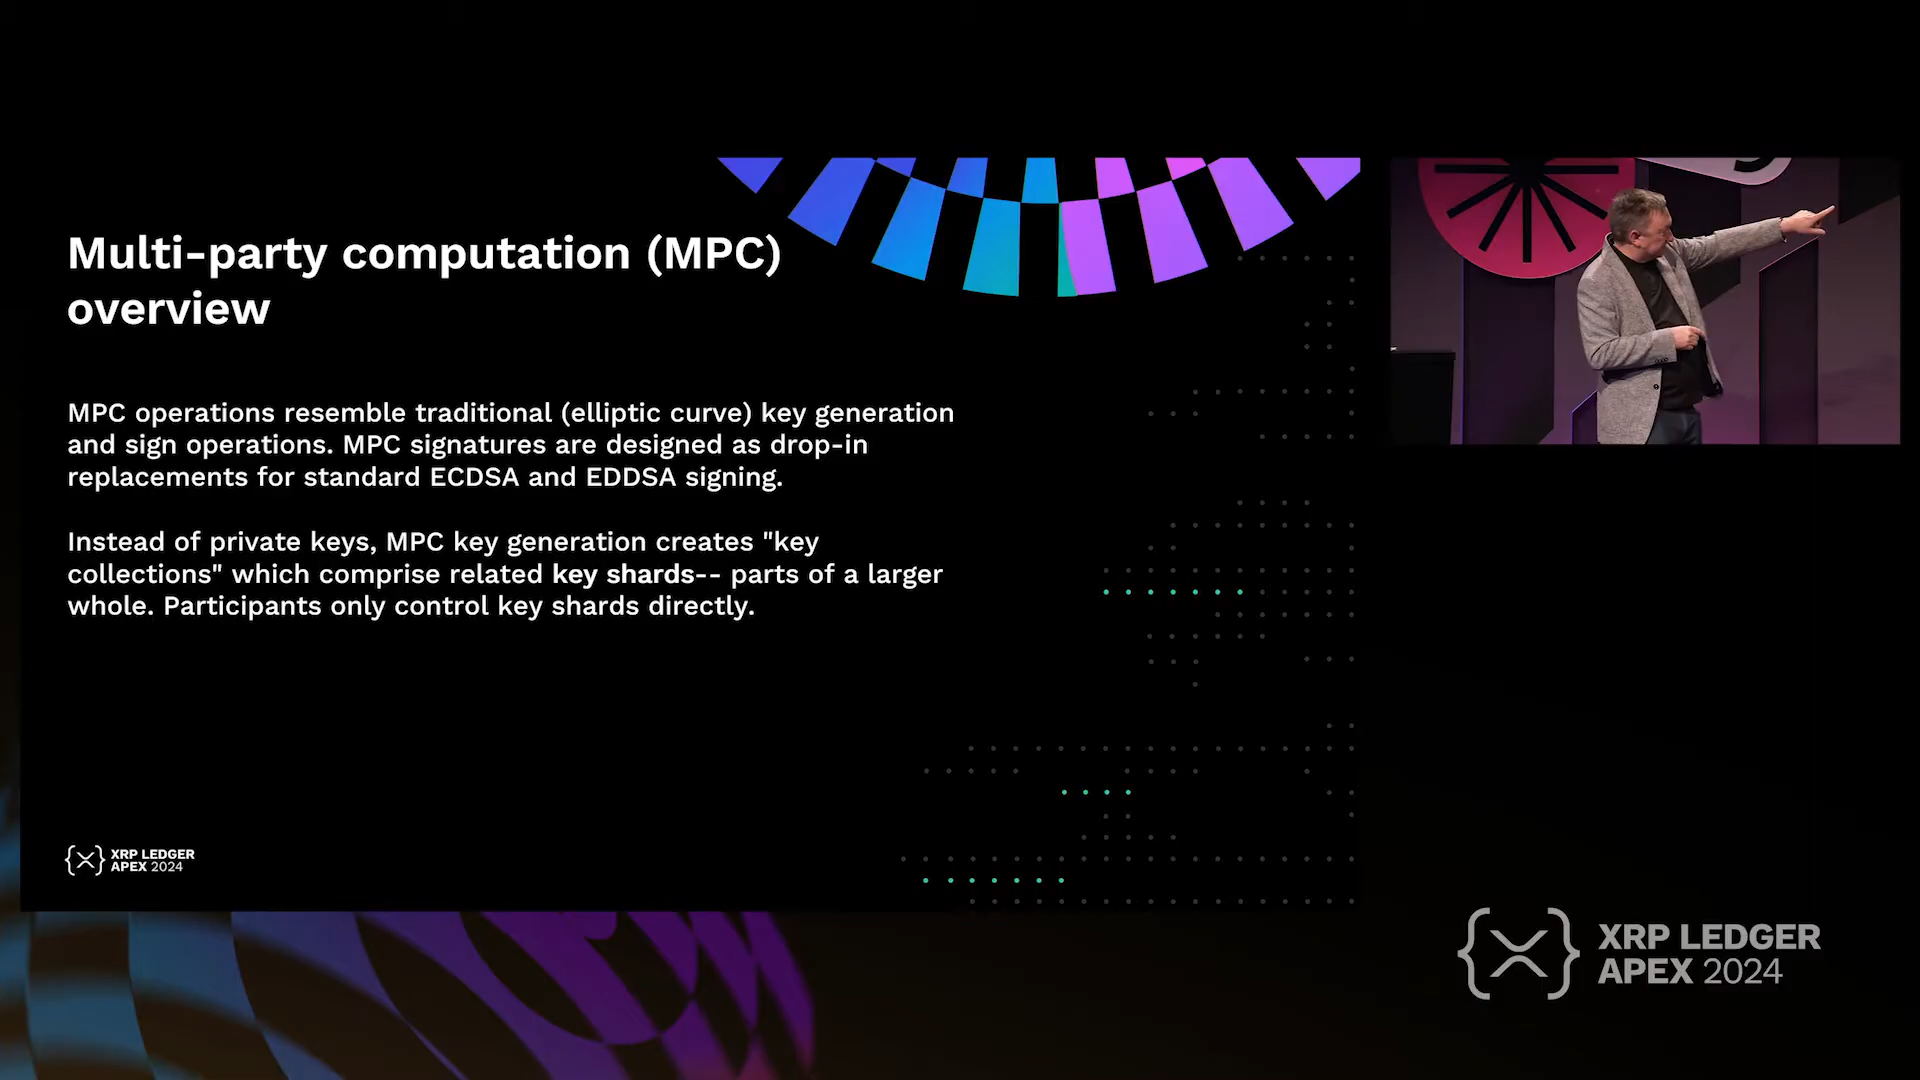 Multi-party computation (MPC)
overview
MPC operations resemble traditional (elliptic curve) key generation
and sign operations. MPC signatures are designed as drop-in
replacements for standard ECDSA and EDDSA signing.
Instead of private keys, MPC key generation creates "key
collections" which comprise related key shards-- parts of a larger
whole. Participants only control key shards directly.
XRP LEDGER
APEX 2024
XRP LEDGER
APEX 2024